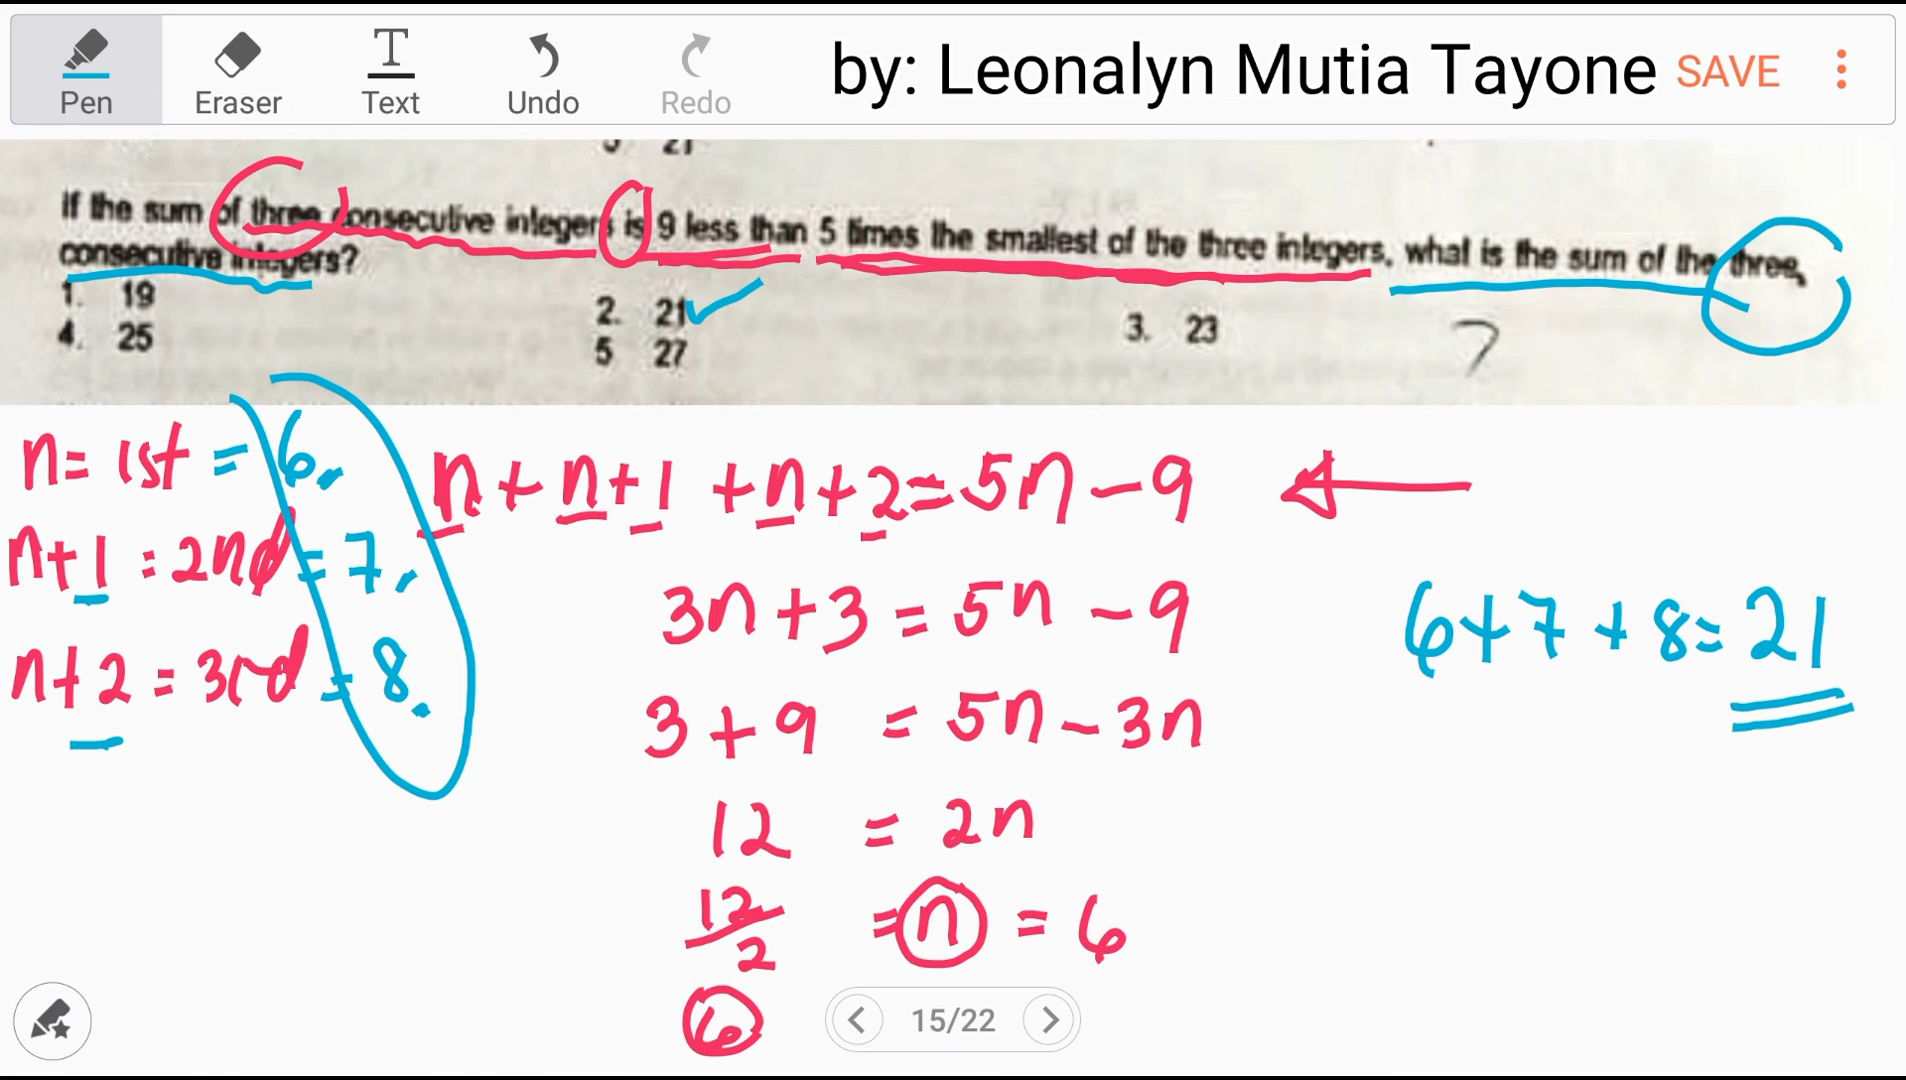 Pen
Eraser
Text
Undo
Redo
by: Leonalyn Mutia Tayone
SAVE
21
If the sum of three consecutive integers is 9 less than 5 times the smallest of the three integers, what is the sum of the three
consecutive integers?
1. 19
2. 21
3. 23
4. 25
5 27
7
n = 1st = 6,
n+1 = 2nd = 7,
n+2 = 3rd = 8.
n + n+1 + n+2 = 5n - 9
3n + 3 = 5n - 9
3 + 9 = 5n - 3n
12 = 2n
12/2 = n = 6
6
6+7+8 = 21
15/22